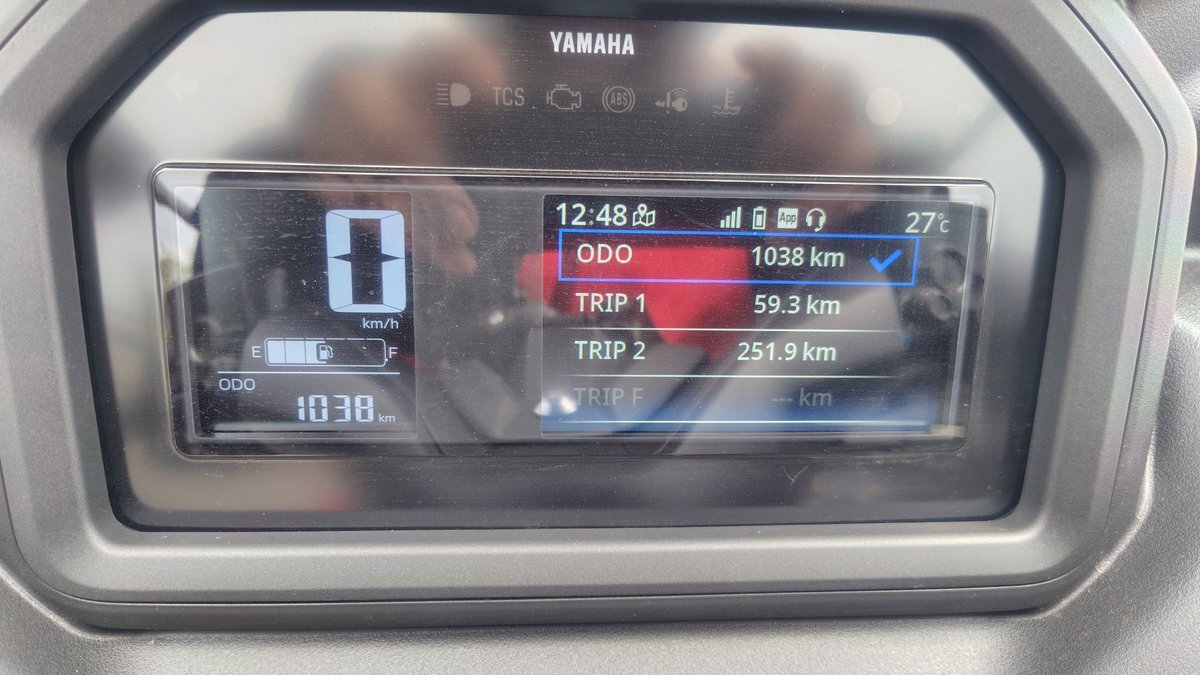 YAMAHA
TCS
ABS
12:48
App
27°C
ODO 1038 km
TRIP 1 59.3 km
TRIP 2 251.9 km
TRIP F --- km
0
km/h
E F
ODO
1038 km